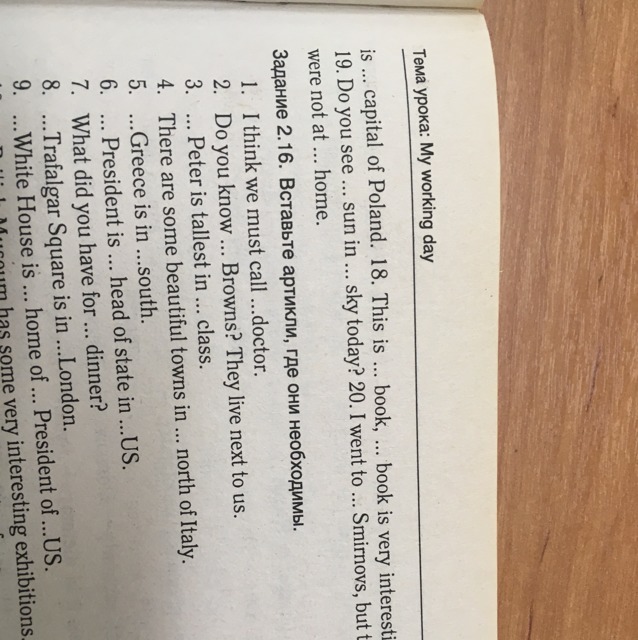 Тема урока: My working day
is ... capital of Poland. 18. This is ... book, ... book is very
19. Do you see ... sun in ... sky today? 20. I went to ... Smirnovs, but
were not at ... home.
Задание 2.16. Вставьте артикли, где они необходимы.
1. I think we must call ...doctor.
2. Do you know ... Browns? They live next to us.
3. ... Peter is tallest in ... class.
4. There are some beautiful towns in ... north of Italy.
5. ...Greece is in ...south.
6. ... President is ... head of state in ...US.
7. What did you have for ... dinner?
8. ...Trafalgar Square is in ...London.
9. ...White House is ... home of ... President of ...US.
has some very interesting exhibitions.